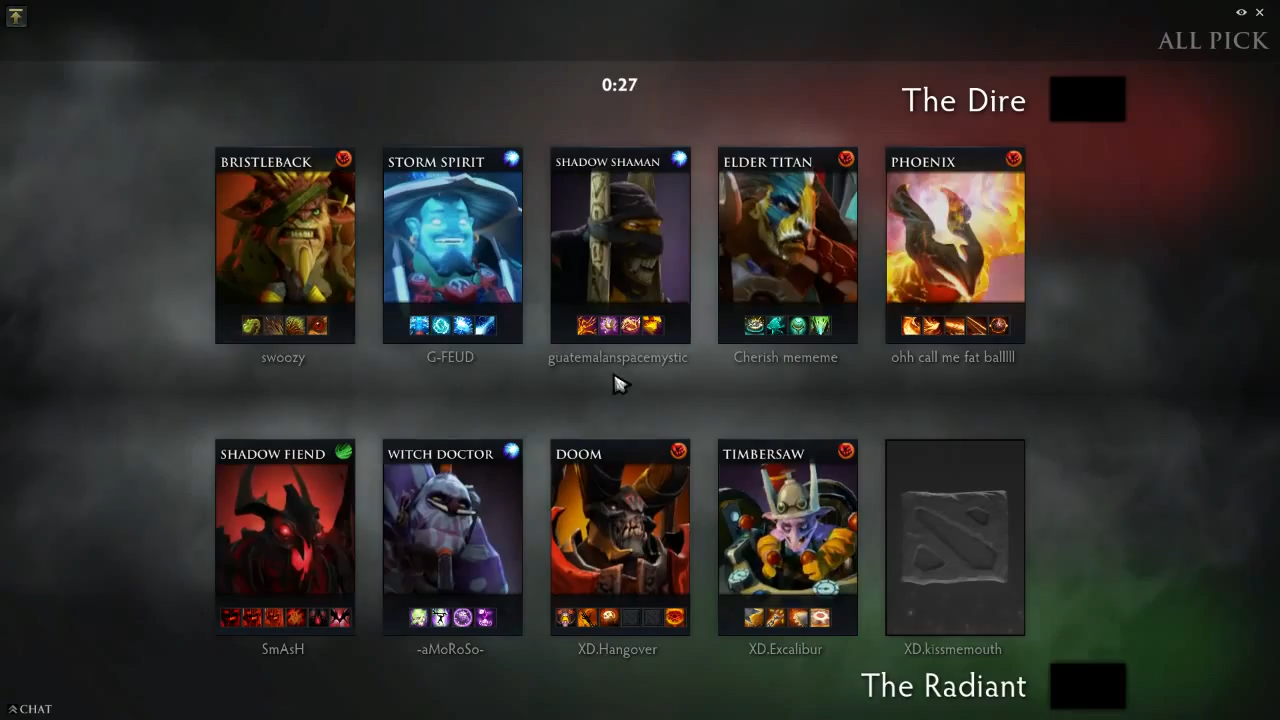 ALL PICK
0:27
The Dire
BRISTLEBACK
STORM SPIRIT
SHADOW SHAMAN
ELDER TITAN
PHOENIX
swoozy
G-FEUD
guatemalanspacemystic
Cherish mememe
ohh call me fat balllll
SHADOW FIEND
WITCH DOCTOR
DOOM
TIMBERSAW
SmAsH
-aMoRoSo-
XD.Hangover
XD.Excalibur
XD.kissmemouth
The Radiant
CHAT